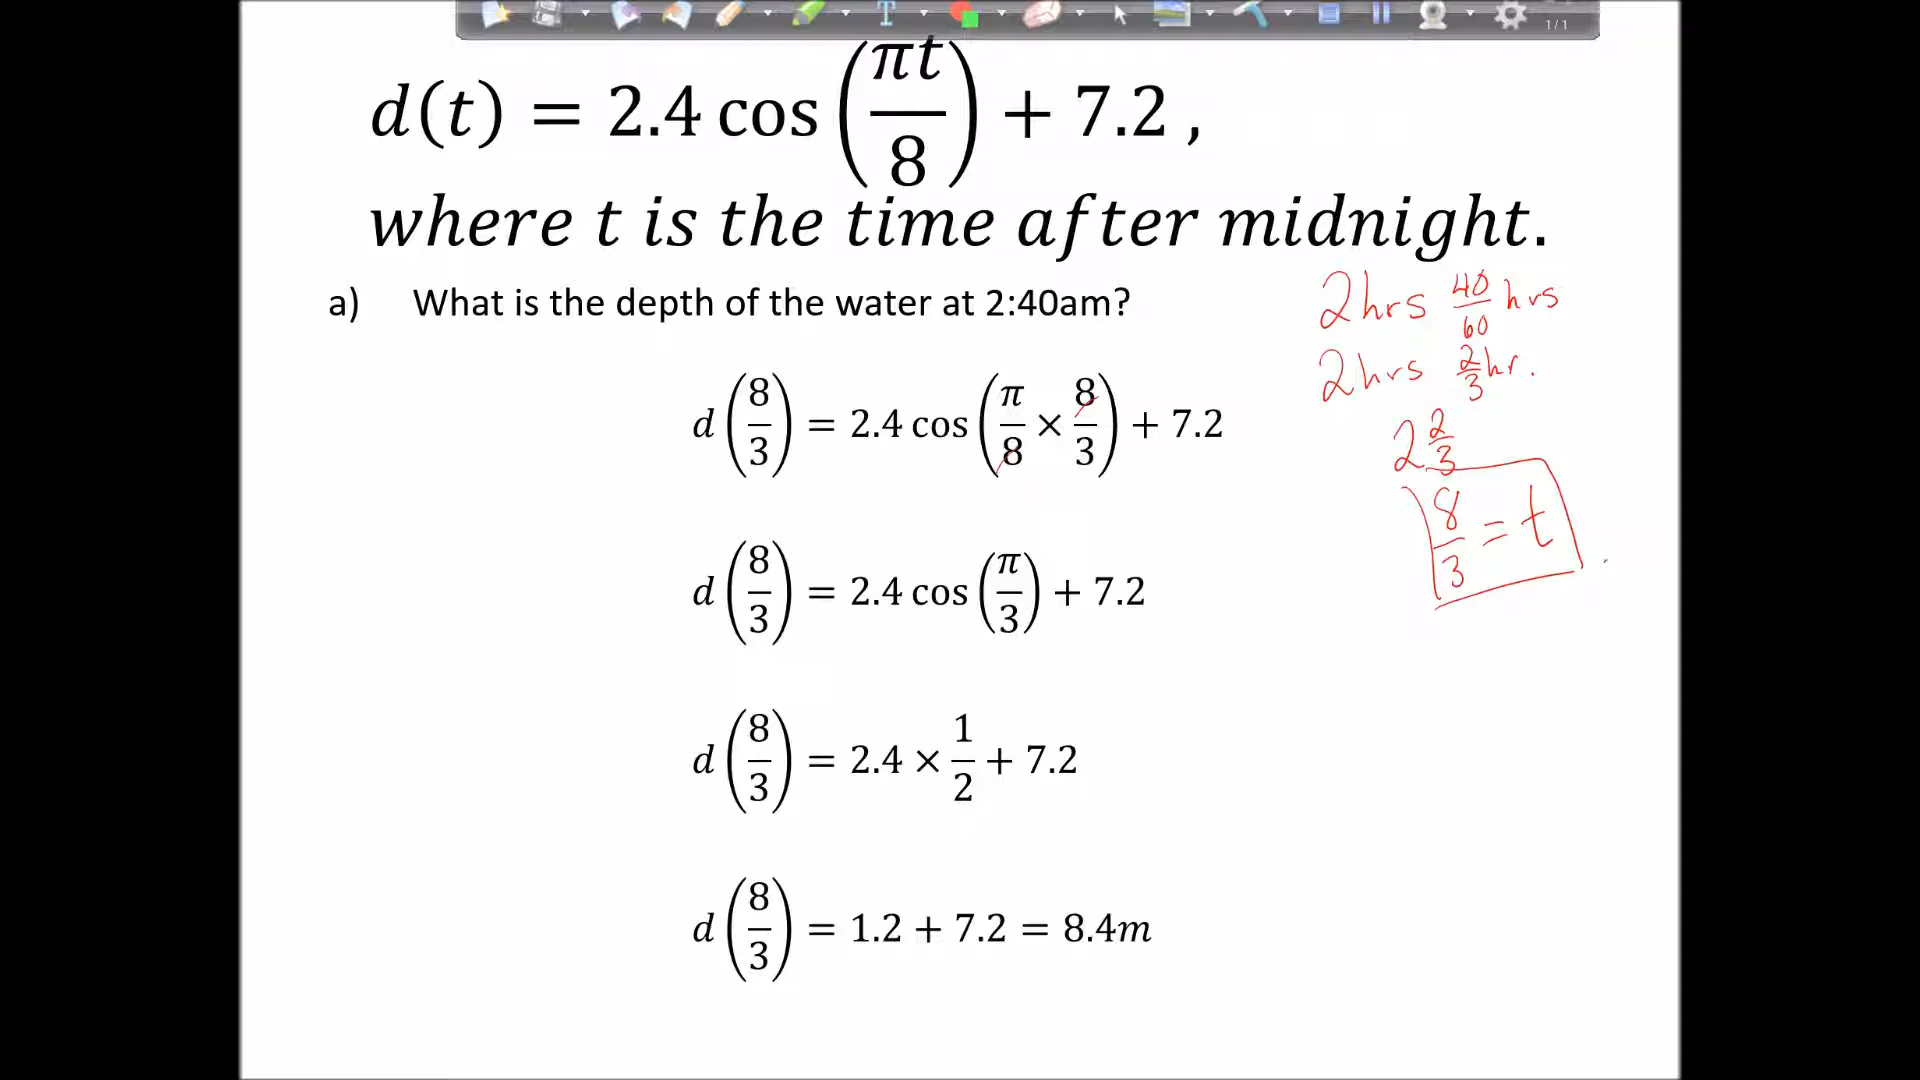 1/1
d(t) = 2.4 cos(πt/8) + 7.2 ,
where t is the time after midnight.
a) What is the depth of the water at 2:40am?
2hrs 40/60 hrs
2hrs 2/3 hr.
d(8/3) = 2.4 cos(π/8 × 8/3) + 7.2
2 2/3
8/3 = t
d(8/3) = 2.4 cos(π/3) + 7.2
d(8/3) = 2.4 × 1/2 + 7.2
d(8/3) = 1.2 + 7.2 = 8.4m